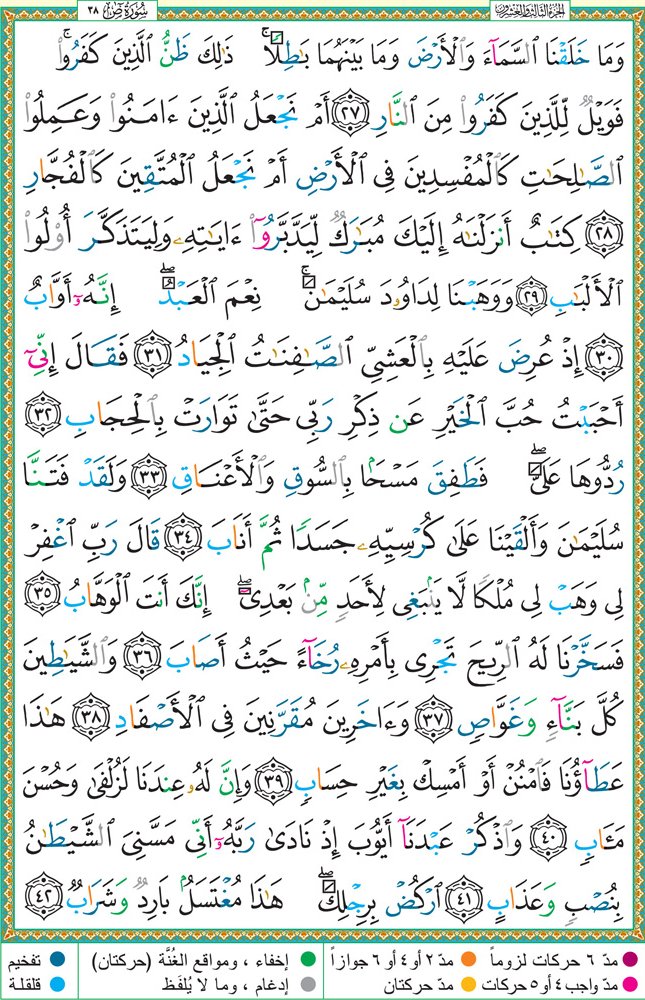 الجزء الثالث والعشرون
سورة ص ٣٨
وَمَا خَلَقْنَا ٱلسَّمَآءَ وَٱلْأَرْضَ وَمَا بَيْنَهُمَا بَٰطِلًا ۚ ذَٰلِكَ ظَنُّ ٱلَّذِينَ كَفَرُوا۟ ۚ
فَوَيْلٌ لِّلَّذِينَ كَفَرُوا۟ مِنَ ٱلنَّارِ ٢٧ أَمْ نَجْعَلُ ٱلَّذِينَ ءَامَنُوا۟ وَعَمِلُوا۟
ٱلصَّٰلِحَٰتِ كَٱلْمُفْسِدِينَ فِى ٱلْأَرْضِ أَمْ نَجْعَلُ ٱلْمُتَّقِينَ كَٱلْفُجَّارِ
٢٨ كِتَٰبٌ أَنزَلْنَٰهُ إِلَيْكَ مُبَٰرَكٌ لِّيَدَّبَّرُوٓا۟ ءَايَٰتِهِۦ وَلِيَتَذَكَّرَ أُو۟لُوا۟
ٱلْأَلْبَٰبِ ٢٩ وَوَهَبْنَا لِدَاوُۥدَ سُلَيْمَٰنَ ۚ نِعْمَ ٱلْعَبْدُ ۖ إِنَّهُۥٓ أَوَّابٌ
٣٠ إِذْ عُرِضَ عَلَيْهِ بِٱلْعَشِىِّ ٱلصَّٰفِنَٰتُ ٱلْجِيَادُ ٣١ فَقَالَ إِنِّىٓ
أَحْبَبْتُ حُبَّ ٱلْخَيْرِ عَن ذِكْرِ رَبِّى حَتَّىٰ تَوَارَتْ بِٱلْحِجَابِ ٣٢
رُدُّوهَا عَلَىَّ ۖ فَطَفِقَ مَسْحًۢا بِٱلسُّوقِ وَٱلْأَعْنَاقِ ٣٣ وَلَقَدْ فَتَنَّا
سُلَيْمَٰنَ وَأَلْقَيْنَا عَلَىٰ كُرْسِيِّهِۦ جَسَدًا ثُمَّ أَنَابَ ٣٤ قَالَ رَبِّ ٱغْفِرْ
لِى وَهَبْ لِى مُلْكًا لَّا يَنۢبَغِى لِأَحَدٍ مِّنۢ بَعْدِىٓ ۖ إِنَّكَ أَنتَ ٱلْوَهَّابُ ٣٥
فَسَخَّرْنَا لَهُ ٱلرِّيحَ تَجْرِى بِأَمْرِهِۦ رُخَآءً حَيْثُ أَصَابَ ٣٦ وَٱلشَّيَٰطِينَ
كُلَّ بَنَّآءٍ وَغَوَّاصٍ ٣٧ وَءَاخَرِينَ مُقَرَّنِينَ فِى ٱلْأَصْفَادِ ٣٨ هَٰذَا
عَطَآؤُنَا فَٱمْنُنْ أَوْ أَمْسِكْ بِغَيْرِ حِسَابٍ ٣٩ وَإِنَّ لَهُۥ عِندَنَا لَزُلْفَىٰ وَحُسْنَ
مَـَٔابٍ ٤٠ وَٱذْكُرْ عَبْدَنَآ أَيُّوبَ إِذْ نَادَىٰ رَبَّهُۥٓ أَنِّى مَسَّنِىَ ٱلشَّيْطَٰنُ
بِنُصْبٍ وَعَذَابٍ ٤١ ٱرْكُضْ بِرِجْلِكَ ۖ هَٰذَا مُغْتَسَلٌۢ بَارِدٌ وَشَرَابٌ ٤٢
مدّ ٦ حركات لزوماً مدّ ٢ أو ٤ أو ٦ جوازاً إخفاء ، ومواقع الغُنَّة (حركتان) تفخيم
مدّ واجب ٤ أو ٥ حركات مدّ حركتان إدغام ، وما لا يُلفَظ قلقلة